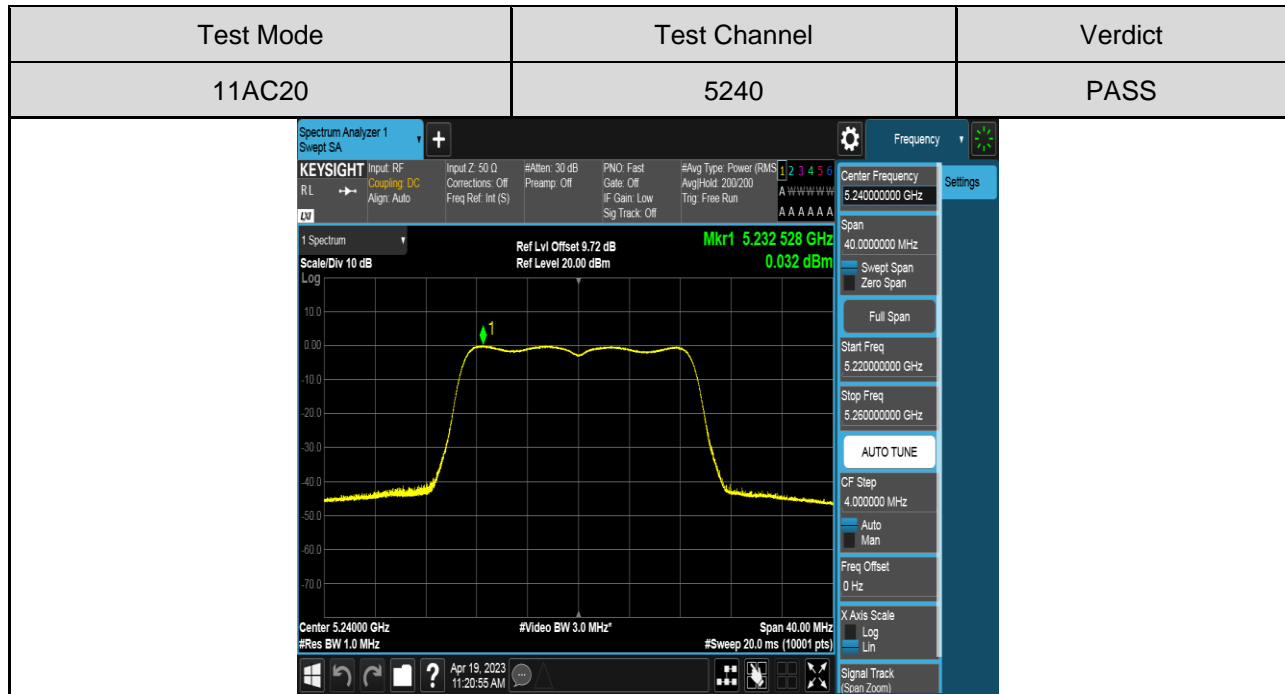 Test Mode Test Channel Verdict
11AC20 5240 PASS
Spectrum Analyzer 1
Swept SA
+
Frequency
KEYSIGHT
RL
LXI
Input: RF
Coupling: DC
Align: Auto
Input Z: 50 Ω
Corrections: Off
Freq Ref: Int (S)
#Atten: 30 dB
Preamp: Off
PNO: Fast
Gate: Off
IF Gain: Low
Sig Track: Off
#Avg Type: Power (RMS
Avg|Hold: 200/200
Trig: Free Run
1 2 3 4 5 6
A W W W W W
A A A A A A
1 Spectrum
Scale/Div 10 dB
Ref Lvl Offset 9.72 dB
Ref Level 20.00 dBm
Mkr1 5.232 528 GHz
0.032 dBm
Log
10.0
0.00
-10.0
-20.0
-30.0
-40.0
-50.0
-60.0
-70.0
1
Center 5.24000 GHz
#Res BW 1.0 MHz
#Video BW 3.0 MHz*
Span 40.00 MHz
#Sweep 20.0 ms (10001 pts)
Center Frequency
5.240000000 GHz
Span
40.0000000 MHz
Swept Span
Zero Span
Full Span
Start Freq
5.220000000 GHz
Stop Freq
5.260000000 GHz
AUTO TUNE
CF Step
4.000000 MHz
Auto
Man
Freq Offset
0 Hz
X Axis Scale
Log
Lin
Signal Track
(Span Zoom)
Settings
?
Apr 19, 2023
11:20:55 AM